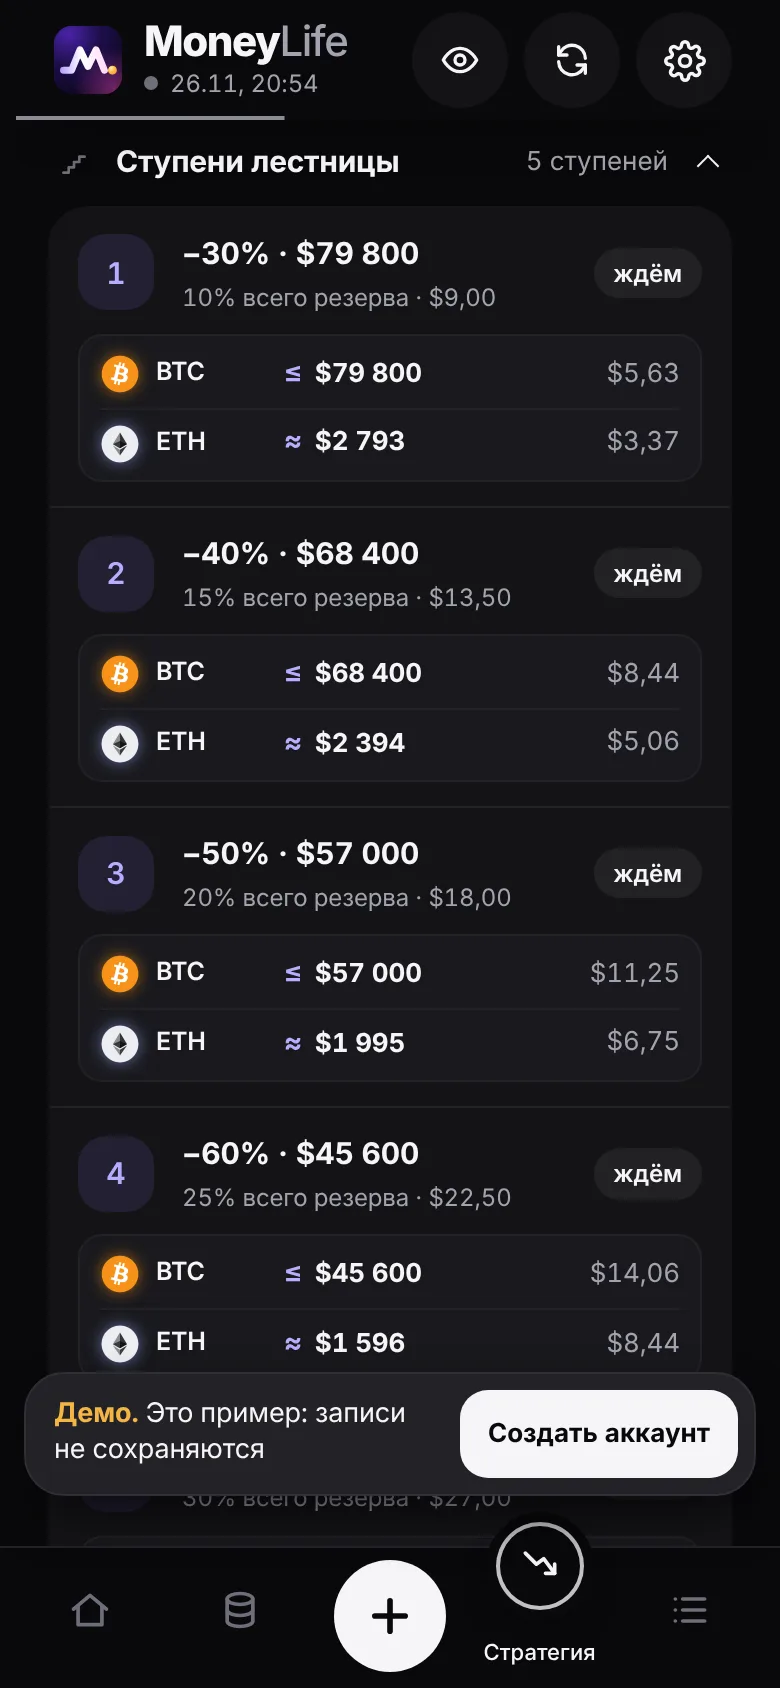 MoneyLife
26.11, 20:54
Ступени лестницы
5 ступеней
1
–30% · $79 800
10% всего резерва · $9,00
ждём
BTC ≤ $79 800 $5,63
ETH ≈ $2 793 $3,37
2
–40% · $68 400
15% всего резерва · $13,50
ждём
BTC ≤ $68 400 $8,44
ETH ≈ $2 394 $5,06
3
–50% · $57 000
20% всего резерва · $18,00
ждём
BTC ≤ $57 000 $11,25
ETH ≈ $1 995 $6,75
4
–60% · $45 600
25% всего резерва · $22,50
ждём
BTC ≤ $45 600 $14,06
ETH ≈ $1 596 $8,44
Демо. Это пример: записи
не сохраняются
Создать аккаунт
30% всего резерва · $27,00
Стратегия